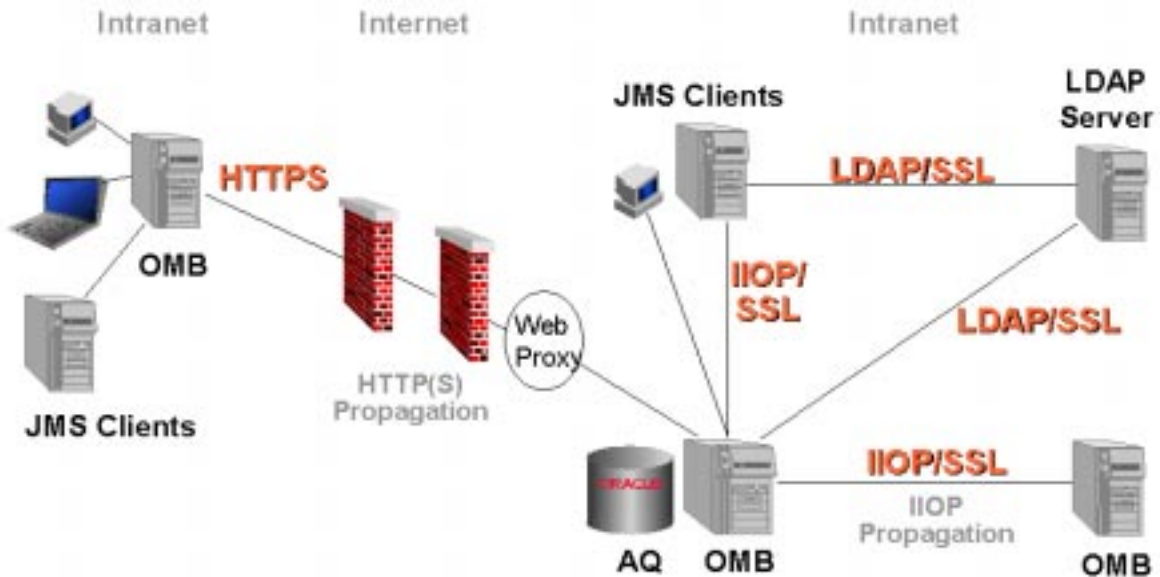 Intranet
Internet
Intranet
JMS Clients
LDAP
Server
HTTPS
LDAP/SSL
OMB
IIOP/
SSL
LDAP/SSL
Web
Proxy
HTTP(S)
Propagation
JMS Clients
ORACLE
IIOP/SSL
IIOP
Propagation
AQ
OMB
OMB